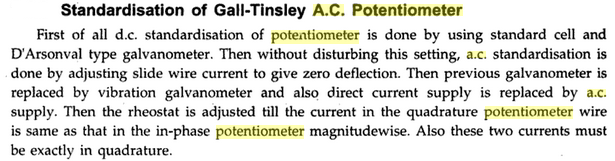 Standardisation of Gall-Tinsley A.C. Potentiometer
First of all d.c. standardisation of potentiometer is done by using standard cell and
D'Arsonval type galvanometer. Then without disturbing this setting, a.c. standardisation is
done by adjusting slide wire current to give zero deflection. Then previous galvanometer is
replaced by vibration galvanometer and also direct current supply is replaced by a.c.
supply. Then the rheostat is adjusted till the current in the quadrature potentiometer wire
is same as that in the in-phase potentiometer magnitudewise. Also these two currents must
be exactly in quadrature.